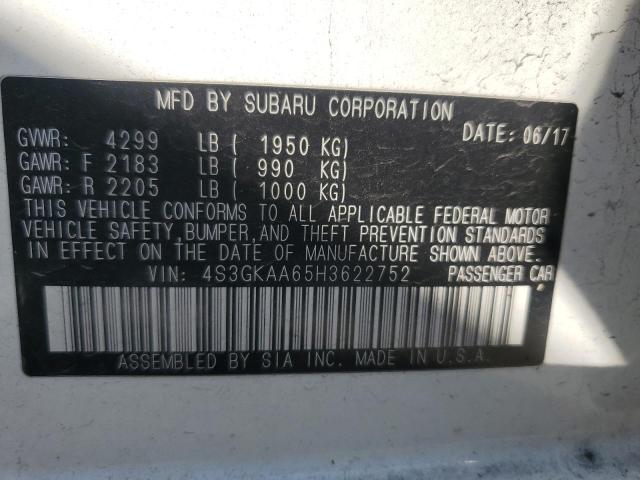 MFD BY SUBARU CORPORATION
GVWR: 4299 LB ( 1950 KG) DATE: 06/17
GAWR: F 2183 LB ( 990 KG)
GAWR: R 2205 LB ( 1000 KG)
THIS VEHICLE CONFORMS TO ALL APPLICABLE FEDERAL MOTOR
VEHICLE SAFETY, BUMPER, AND THEFT PREVENTION STANDARDS
IN EFFECT ON THE DATE OF MANUFACTURE SHOWN ABOVE.
VIN: 4S3GKAA65H3622752 PASSENGER CAR
ASSEMBLED BY SIA INC. MADE IN U.S.A.